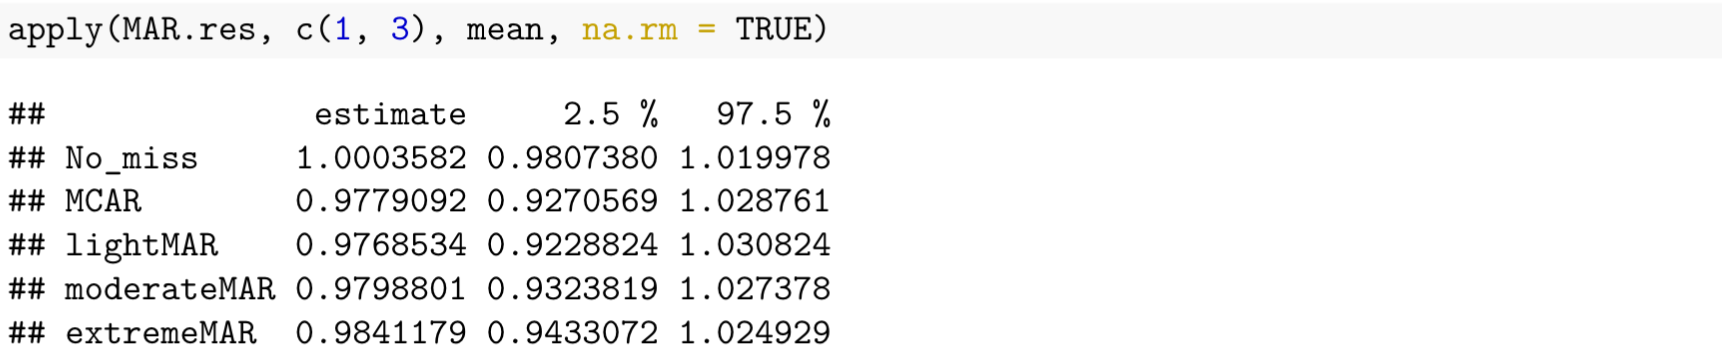 apply(MAR.res, c(1, 3), mean, na.rm = TRUE)
## estimate 2.5 % 97.5 %
## No_miss 1.0003582 0.9807380 1.019978
## MCAR 0.9779092 0.9270569 1.028761
## lightMAR 0.9768534 0.9228824 1.030824
## moderateMAR 0.9798801 0.9323819 1.027378
## extremeMAR 0.9841179 0.9433072 1.024929